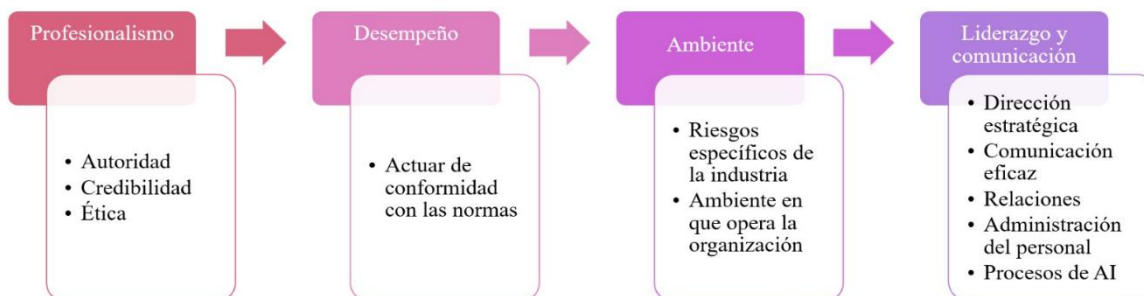 Profesionalismo
• Autoridad
• Credibilidad
• Ética
Desempeño
• Actuar de
conformidad
con las normas
Ambiente
• Riesgos
específicos de
la industria
• Ambiente en
que opera la
organización
Liderazgo y
comunicación
• Dirección
estratégica
• Comunicación
eficaz
• Relaciones
• Administración
del personal
• Procesos de AI